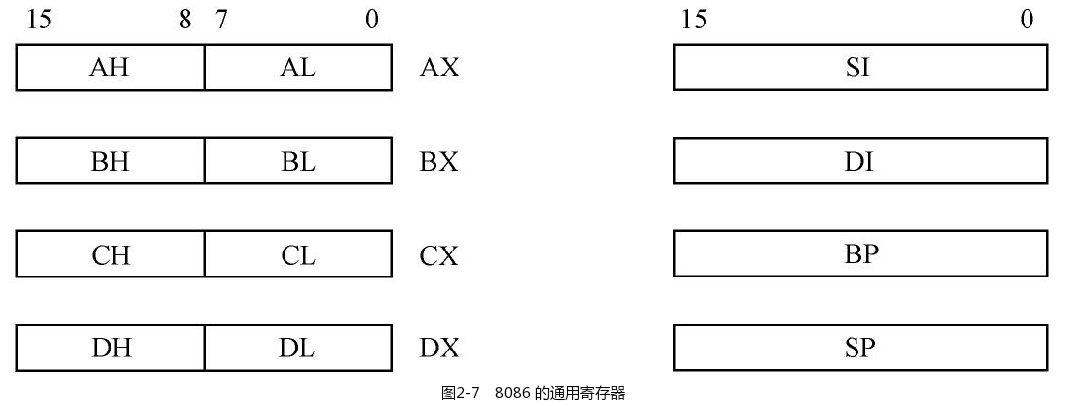 15 8 7 0 15 0
AH AL AX SI
BH BL BX DI
CH CL CX BP
DH DL DX SP
图2-7 8086 的通用寄存器